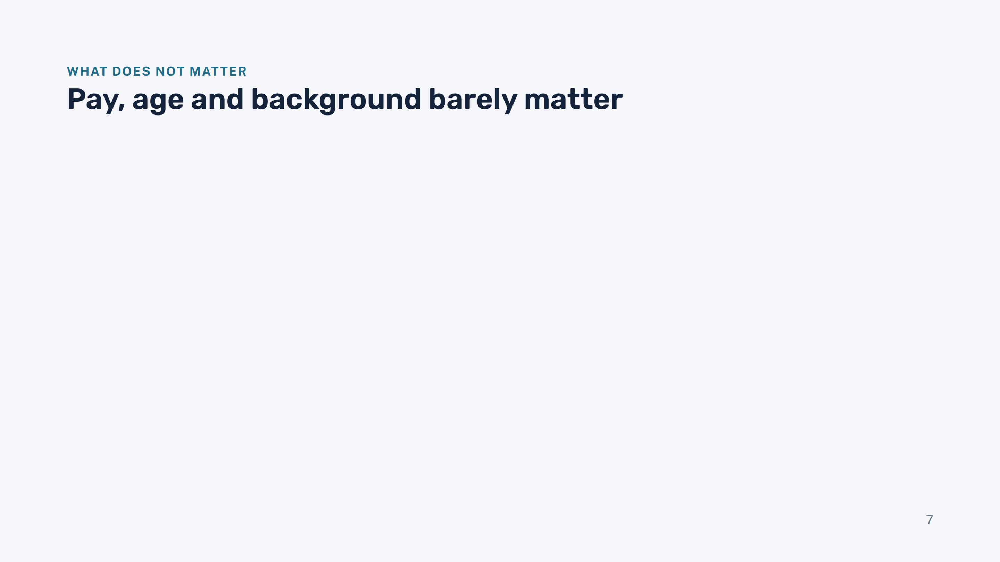 WHAT DOES NOT MATTER
Pay, age and background barely matter
7